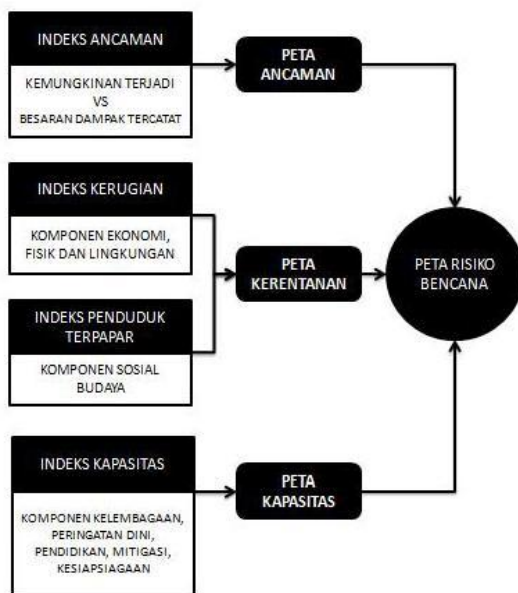 INDEKS ANCAMAN
KEMUNGKINAN TERJADI
VS
BESARAN DAMPAK TERCATAT
PETA
ANCAMAN
INDEKS KERUGIAN
KOMPONEN EKONOMI,
FISIK DAN LINGKUNGAN
INDEKS PENDUDUK
TERPAPAR
KOMPONEN SOSIAL
BUDAYA
PETA
KERENTANAN
PETA RISIKO
BENCANA
INDEKS KAPASITAS
KOMPONEN KELEMBAGAAN,
PERINGATAN DINI,
PENDIDIKAN, MITIGASI,
KESIAPSIAGAAN
PETA
KAPASITAS